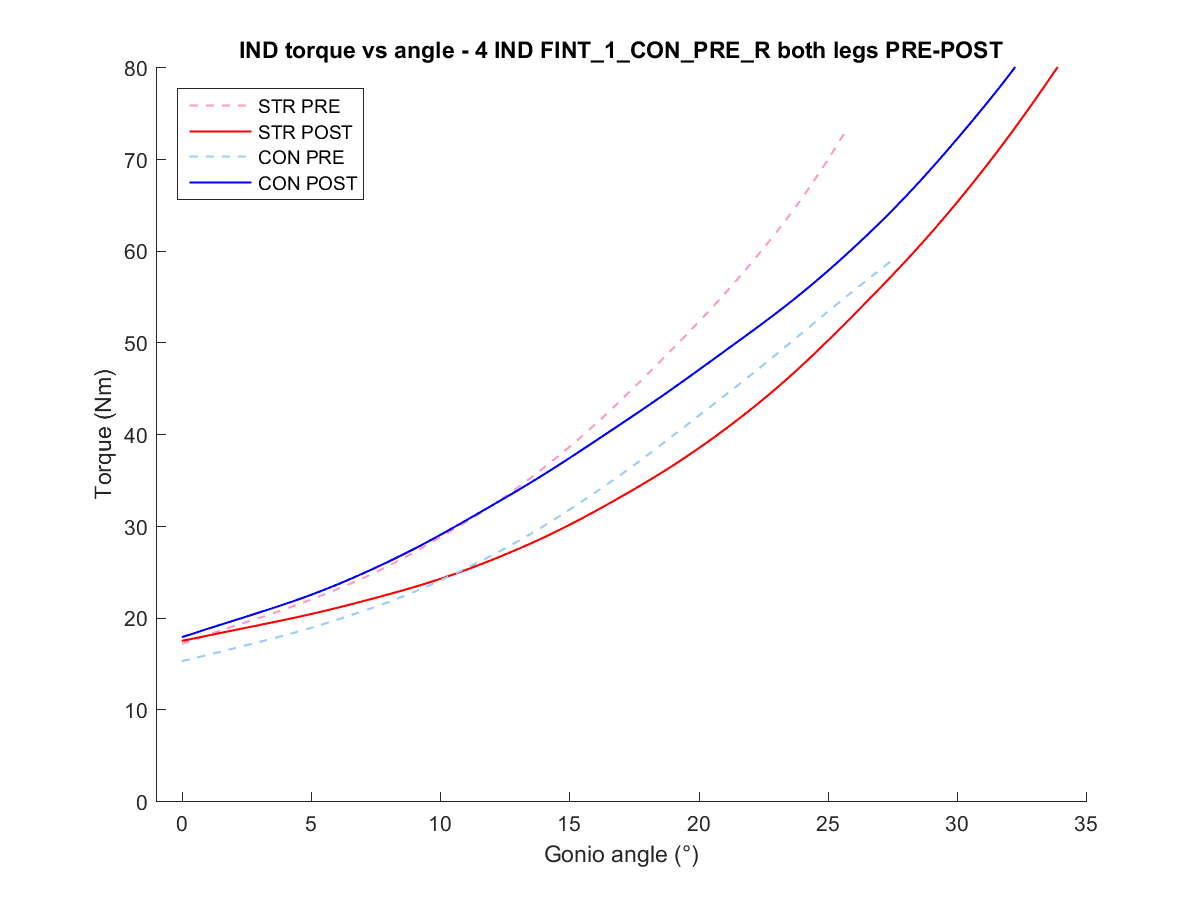 IND torque vs angle - 4 IND FINT_1_CON_PRE_R both legs PRE-POST
80
70
60
50
40
30
20
10
0
Torque (Nm)
STR PRE
STR POST
CON PRE
CON POST
0 5 10 15 20 25 30 35
Gonio angle (°)